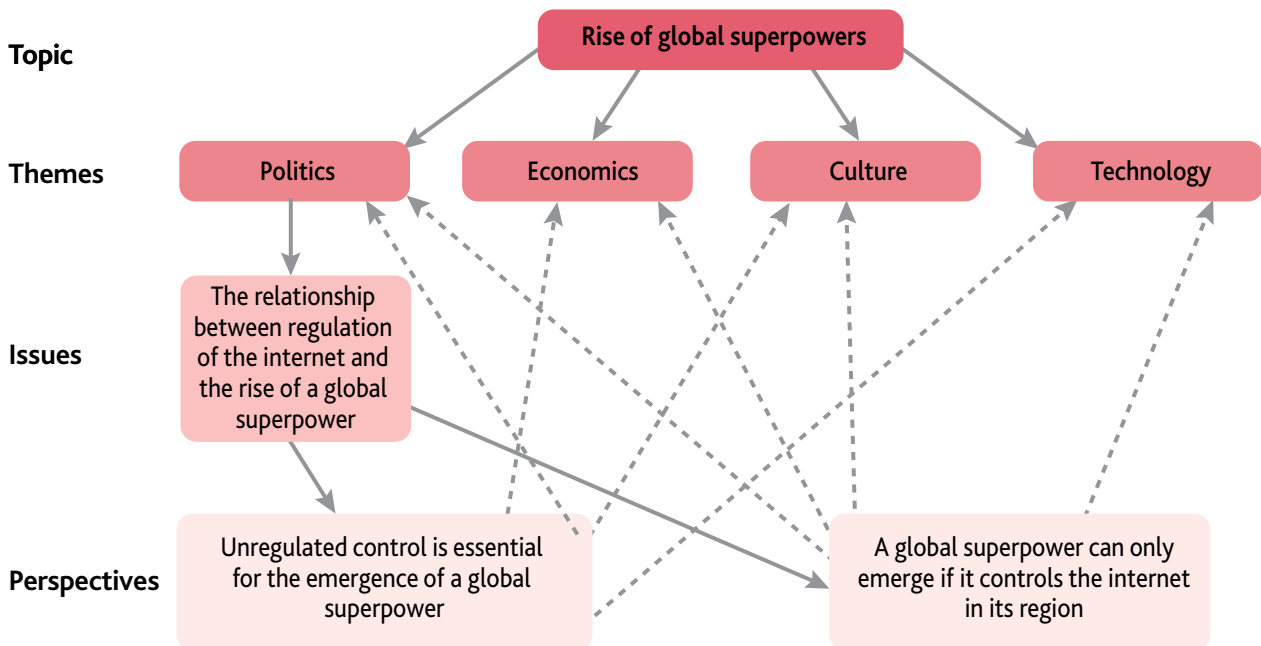 Topic
Rise of global superpowers
Themes
Politics
Economics
Culture
Technology
Issues
The relationship
between regulation
of the internet and
the rise of a global
superpower
Perspectives
Unregulated control is essential
for the emergence of a global
superpower
A global superpower can only
emerge if it controls the internet
in its region